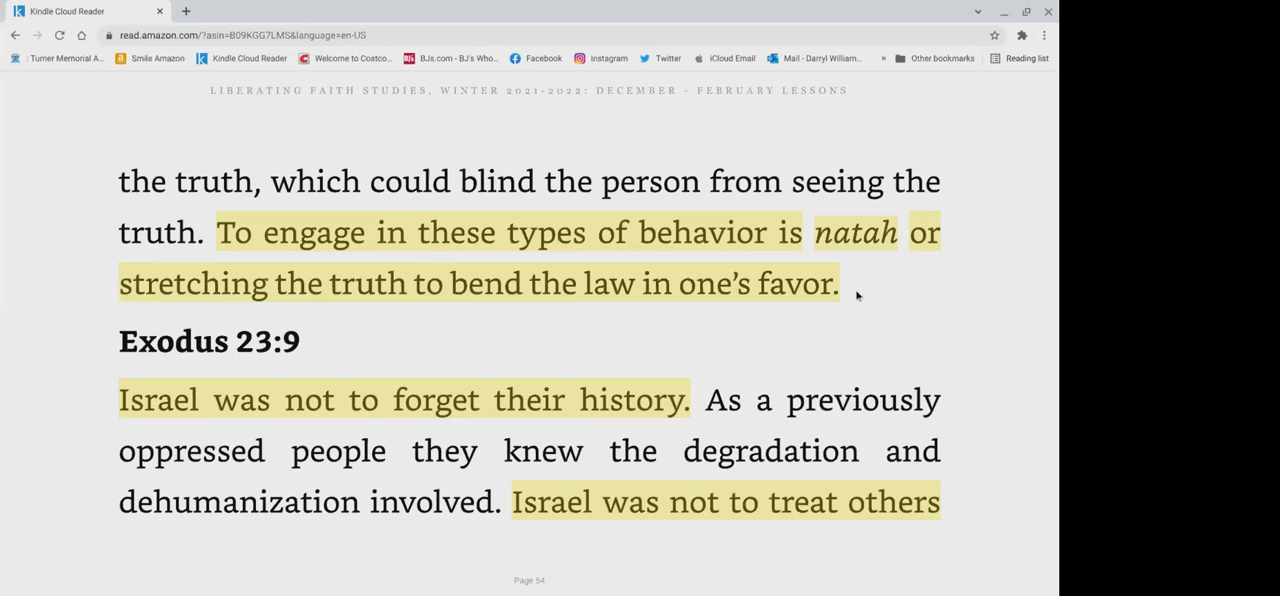 Kindle Cloud Reader
read.amazon.com/?asin=B09KGG7LMS&language=en-US
: Turner Memorial A... Smile Amazon Kindle Cloud Reader Welcome to Costco... BJs.com - BJ's Who... Facebook Instagram Twitter iCloud Email Mail - Darryl William... » Other bookmarks Reading list
LIBERATING FAITH STUDIES, WINTER 2021-2022: DECEMBER - FEBRUARY LESSONS
the truth, which could blind the person from seeing the
truth. To engage in these types of behavior is natah or
stretching the truth to bend the law in one’s favor.
Exodus 23:9
Israel was not to forget their history. As a previously
oppressed people they knew the degradation and
dehumanization involved. Israel was not to treat others
Page 54